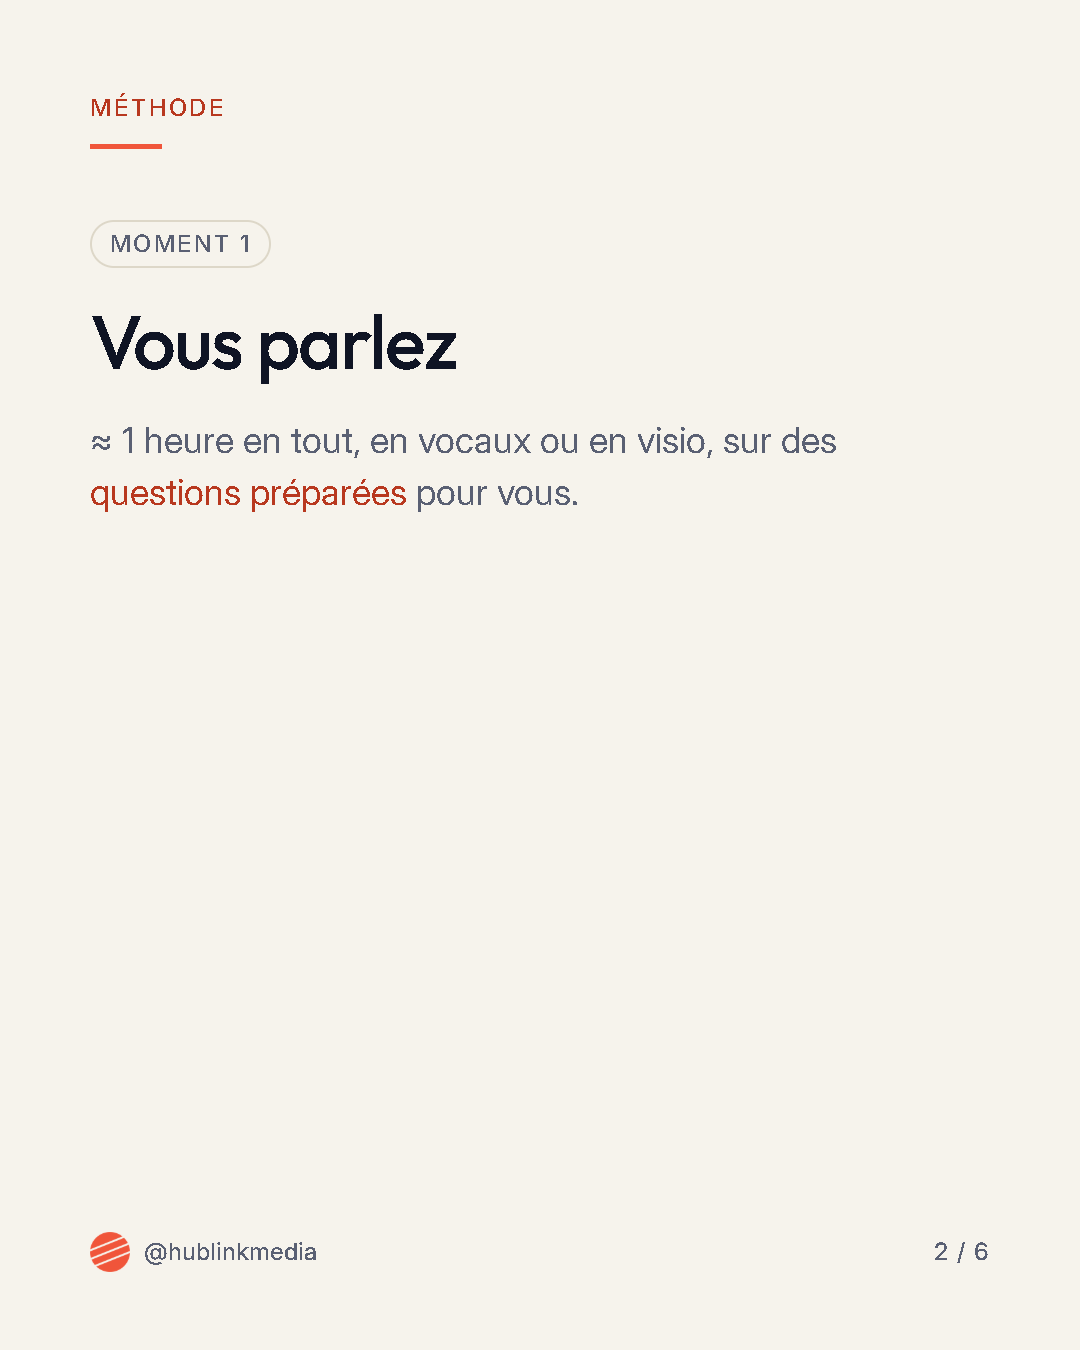 MÉTHODE
MOMENT 1
Vous parlez
≈ 1 heure en tout, en vocaux ou en visio, sur des
questions préparées pour vous.
@hublinkmedia
2 / 6